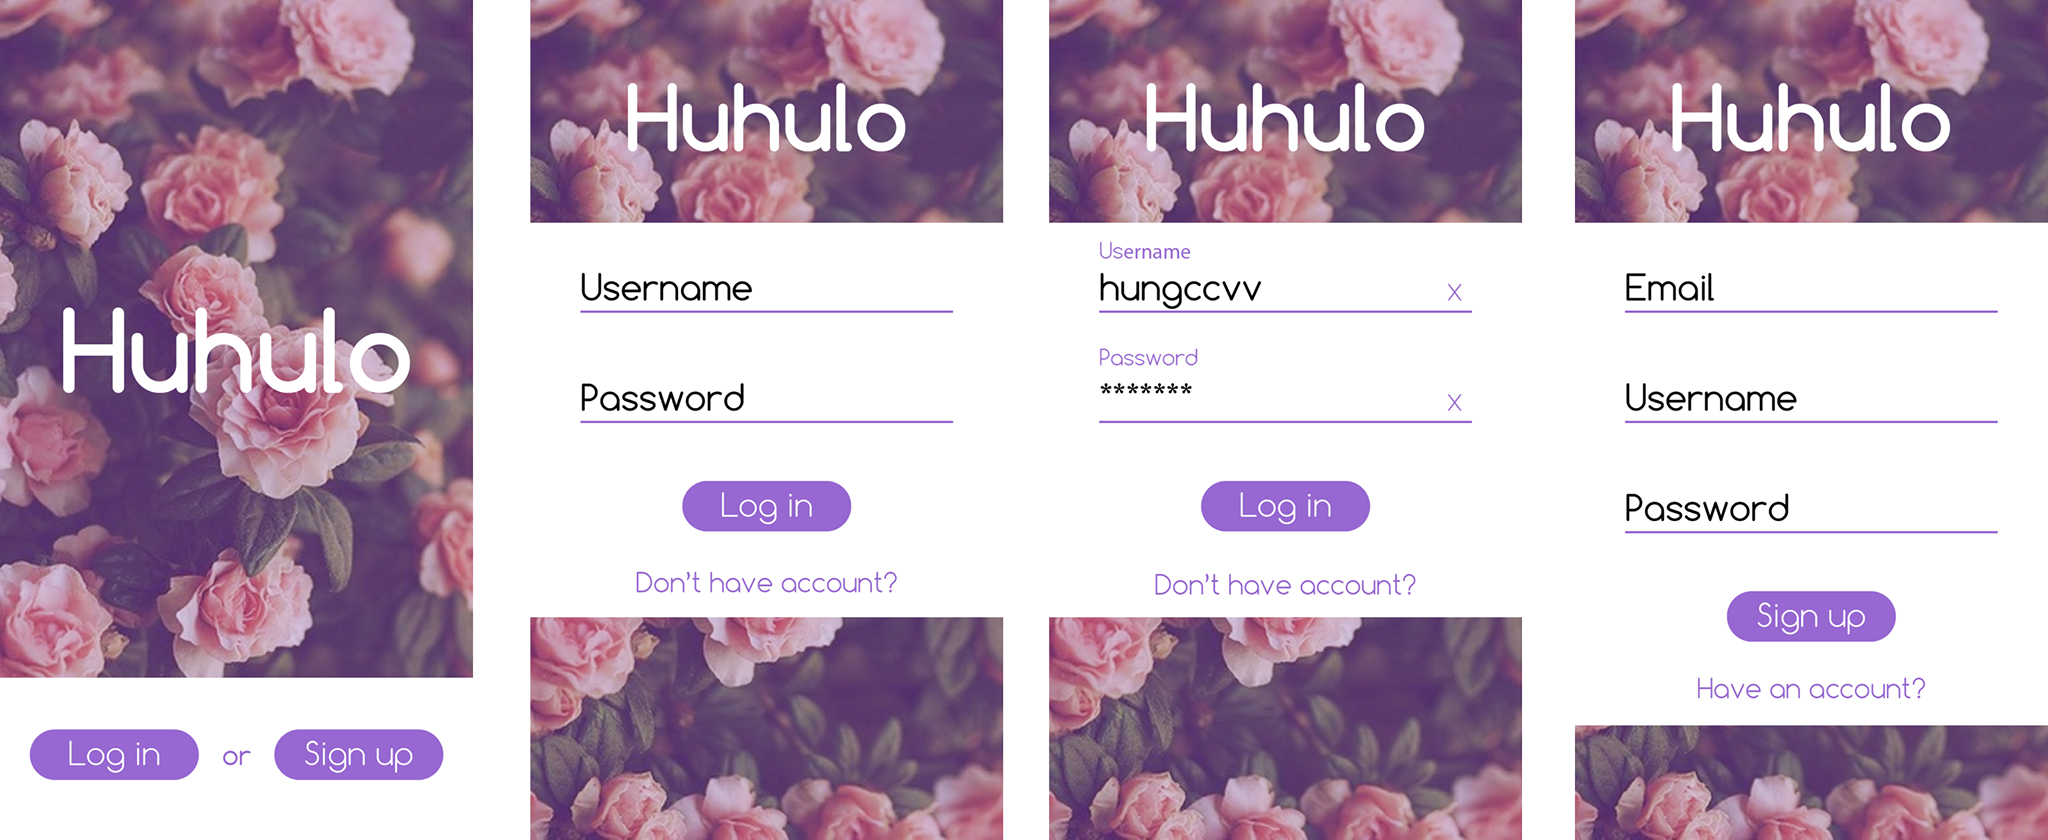 Huhulo
Log in or Sign up
Huhulo
Username
Password
Log in
Don't have account?
Huhulo
Username
hungccvv x
Password
******* x
Log in
Don't have account?
Huhulo
Email
Username
Password
Sign up
Have an account?